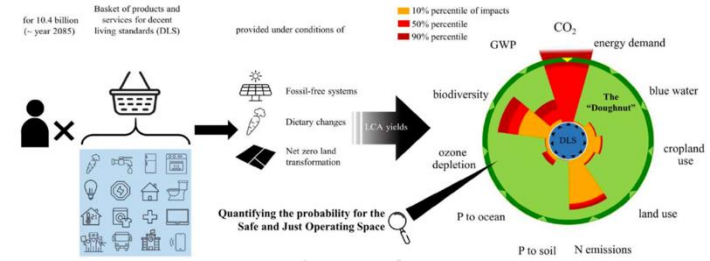 for 10.4 billion
(~ year 2085)
Basket of products and
services for decent
living standards (DLS)
provided under conditions of
Fossil-free systems
Dietary changes
Net zero land
transformation
LCA yields
Quantifying the probability for the
Safe and Just Operating Space
10% percentile of impacts
50% percentile
90% percentile
CO2
GWP
energy demand
biodiversity
blue water
The
“Doughnut”
DLS
ozone
depletion
cropland
use
P to ocean
land use
P to soil
N emissions